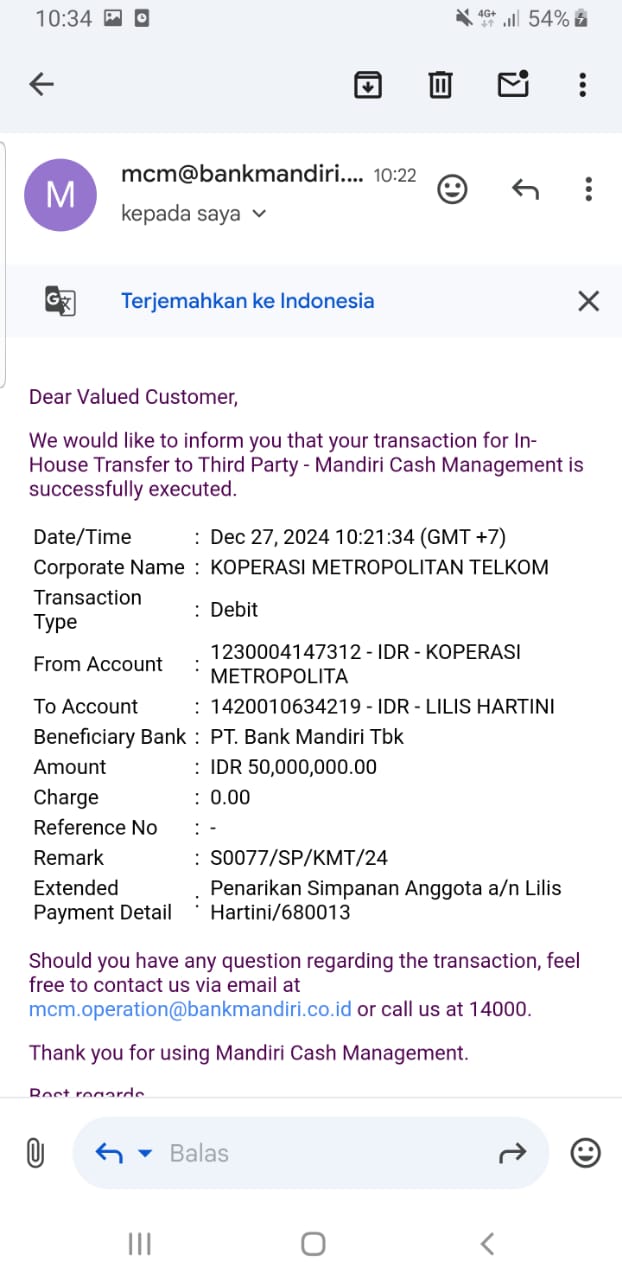 10:34
4G+ 54%
mcm@bankmandiri.... 10:22
kepada saya
M
Terjemahkan ke Indonesia
Dear Valued Customer,
We would like to inform you that your transaction for In-
House Transfer to Third Party - Mandiri Cash Management is
successfully executed.
Date/Time : Dec 27, 2024 10:21:34 (GMT +7)
Corporate Name : KOPERASI METROPOLITAN TELKOM
Transaction
Type : Debit
From Account : 1230004147312 - IDR - KOPERASI
METROPOLITA
To Account : 1420010634219 - IDR - LILIS HARTINI
Beneficiary Bank : PT. Bank Mandiri Tbk
Amount : IDR 50,000,000.00
Charge : 0.00
Reference No : -
Remark : S0077/SP/KMT/24
Extended
Payment Detail : Penarikan Simpanan Anggota a/n Lilis
Hartini/680013
Should you have any question regarding the transaction, feel
free to contact us via email at
mcm.operation@bankmandiri.co.id or call us at 14000.
Thank you for using Mandiri Cash Management.
Best regards
Balas